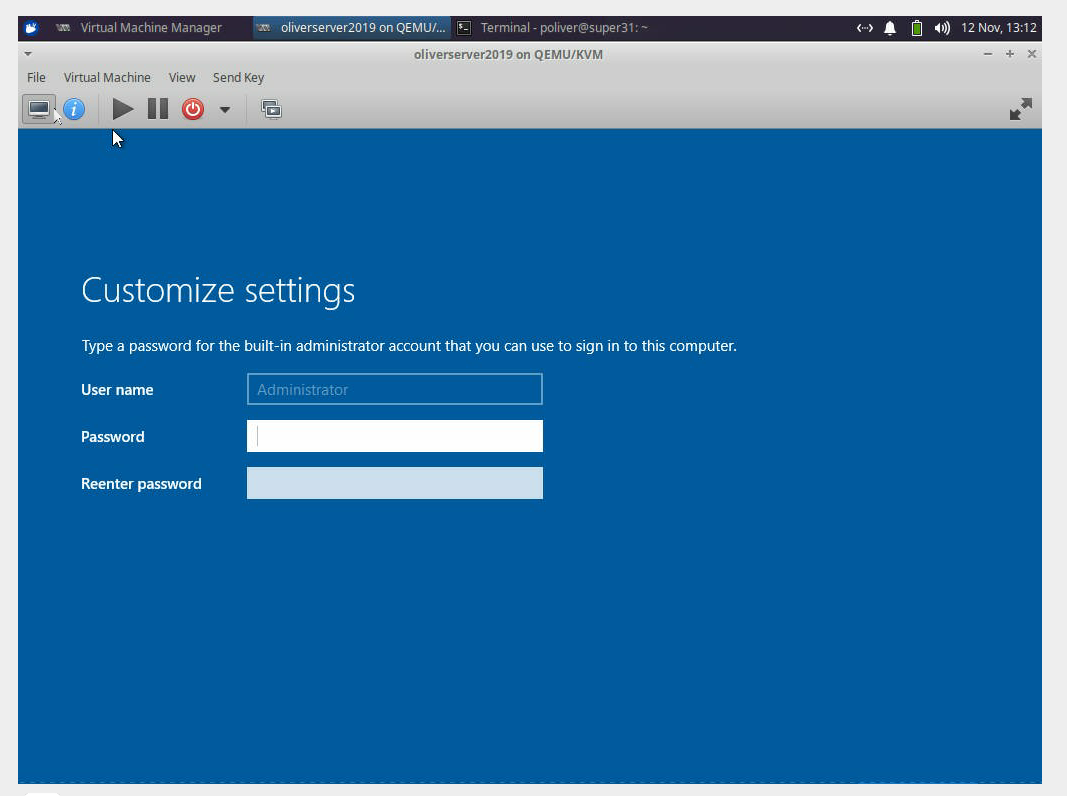 Virtual Machine Manager oliverserver2019 on QEMU/... Terminal - poliver@super31: ~ 12 Nov, 13:12
oliverserver2019 on QEMU/KVM
File Virtual Machine View Send Key
Customize settings
Type a password for the built-in administrator account that you can use to sign in to this computer.
User name Administrator
Password
Reenter password